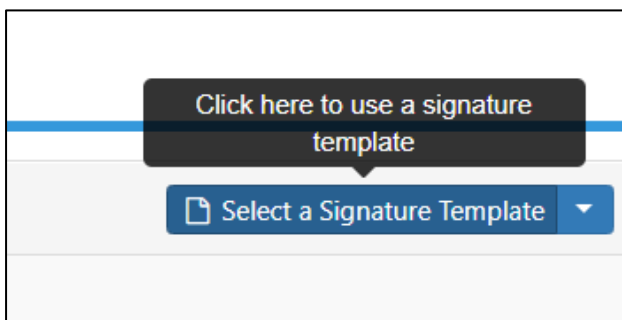 Click here to use a signature
template
Select a Signature Template